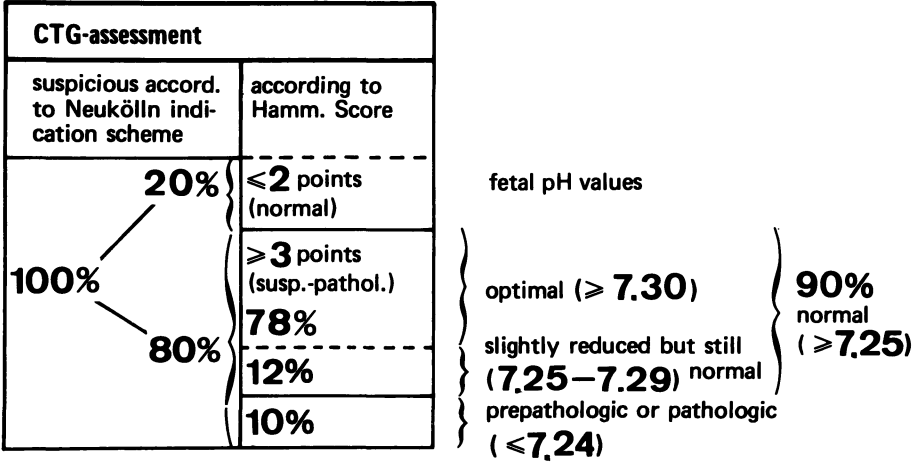 CTG-assessment
suspicious accord.
to Neukölln indi-
cation scheme
according to
Hamm. Score
20%
≤2 points
(normal)
100%
80%
≥3 points
(susp.-pathol.)
78%
12%
10%
fetal pH values
optimal (≥ 7.30)
slightly reduced but still
(7.25–7.29) normal
prepathologic or pathologic
(≤7,24)
90%
normal
(≥7,25)